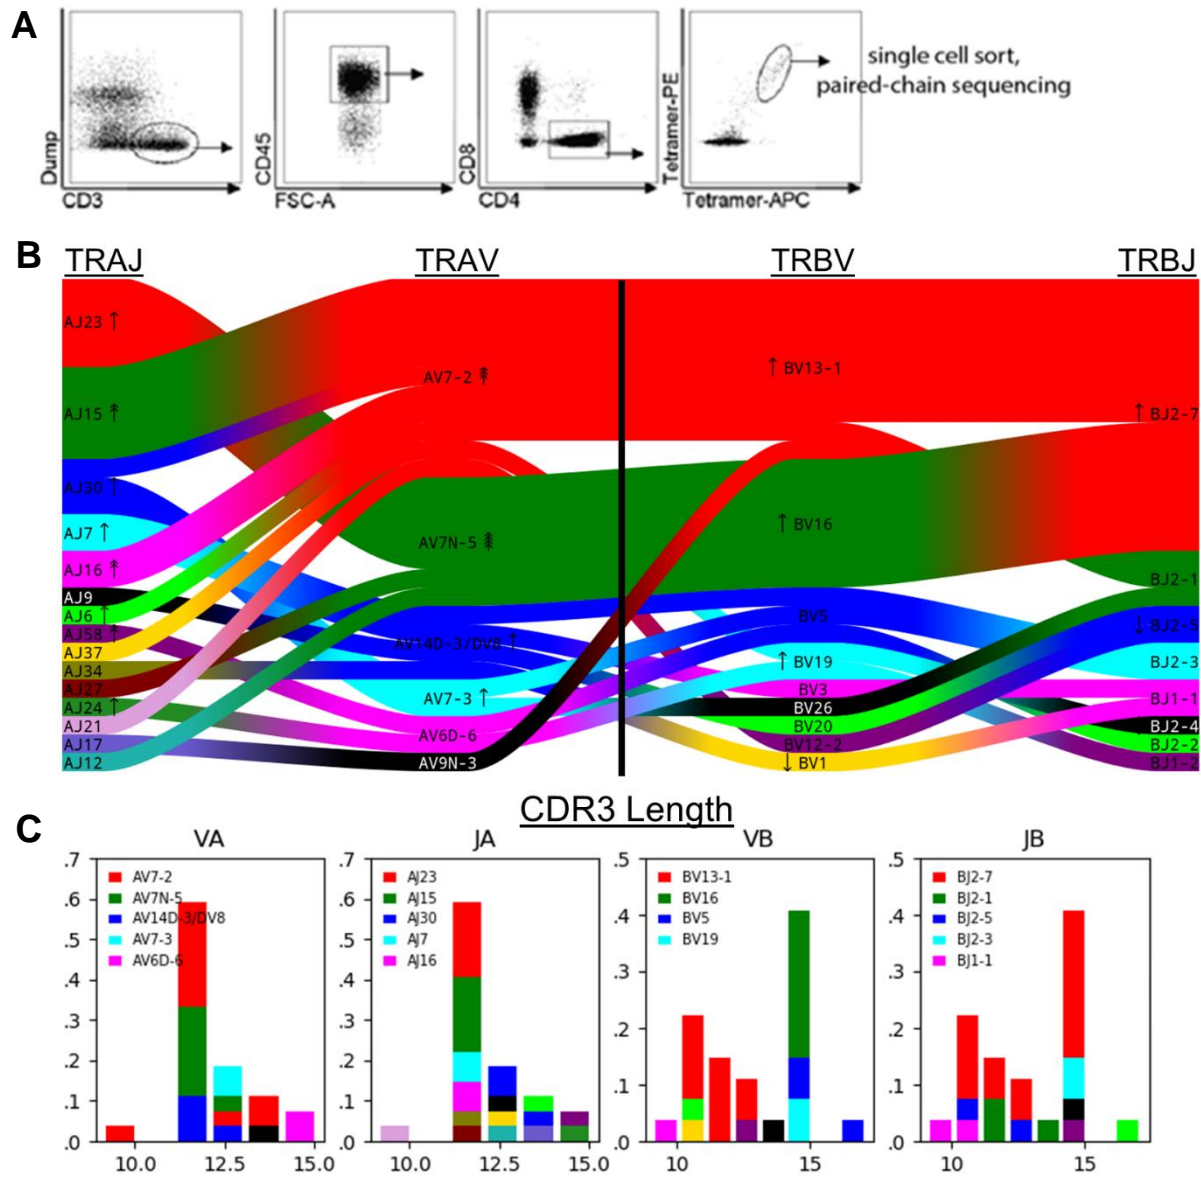 A
single cell sort,
paired-chain sequencing
Dump
CD3
CD45
FSC-A
CD8
CD4
Tetramer-PE
Tetramer-APC
B
TRAJ TRAV TRBV TRBJ
AJ23 ↑
AJ15 ↟
AJ30 ↑
AJ7 ↑
AJ16 ↟
AJ9
AJ6 ↑
AJ58 ↑
AJ37
AJ34
AJ27
AJ24 ↑
AJ21
AJ17
AJ12
AV7-2 ↟
AV7N-5 ↟
AV14D-3/DV8 ↑
AV7-3 ↑
AV6D-6
AV9N-3
↑ BV13-1
↑ BV16
BV5
↑ BV19
BV3
BV26
BV20
BV12-2
↓ BV1
↑ BJ2-7
BJ2-1
↓ BJ2-5
BJ2-3
BJ1-1
BJ2-4
BJ2-2
BJ1-2
C
CDR3 Length
VA
.7
.6
.5
.4
.3
.2
.1
.0
AV7-2
AV7N-5
AV14D-3/DV8
AV7-3
AV6D-6
10.0 12.5 15.0
JA
.7
.6
.5
.4
.3
.2
.1
.0
AJ23
AJ15
AJ30
AJ7
AJ16
10.0 12.5 15.0
VB
.5
.4
.3
.2
.1
.0
BV13-1
BV16
BV5
BV19
10 15
JB
.5
.4
.3
.2
.1
.0
BJ2-7
BJ2-1
BJ2-5
BJ2-3
BJ1-1
10 15